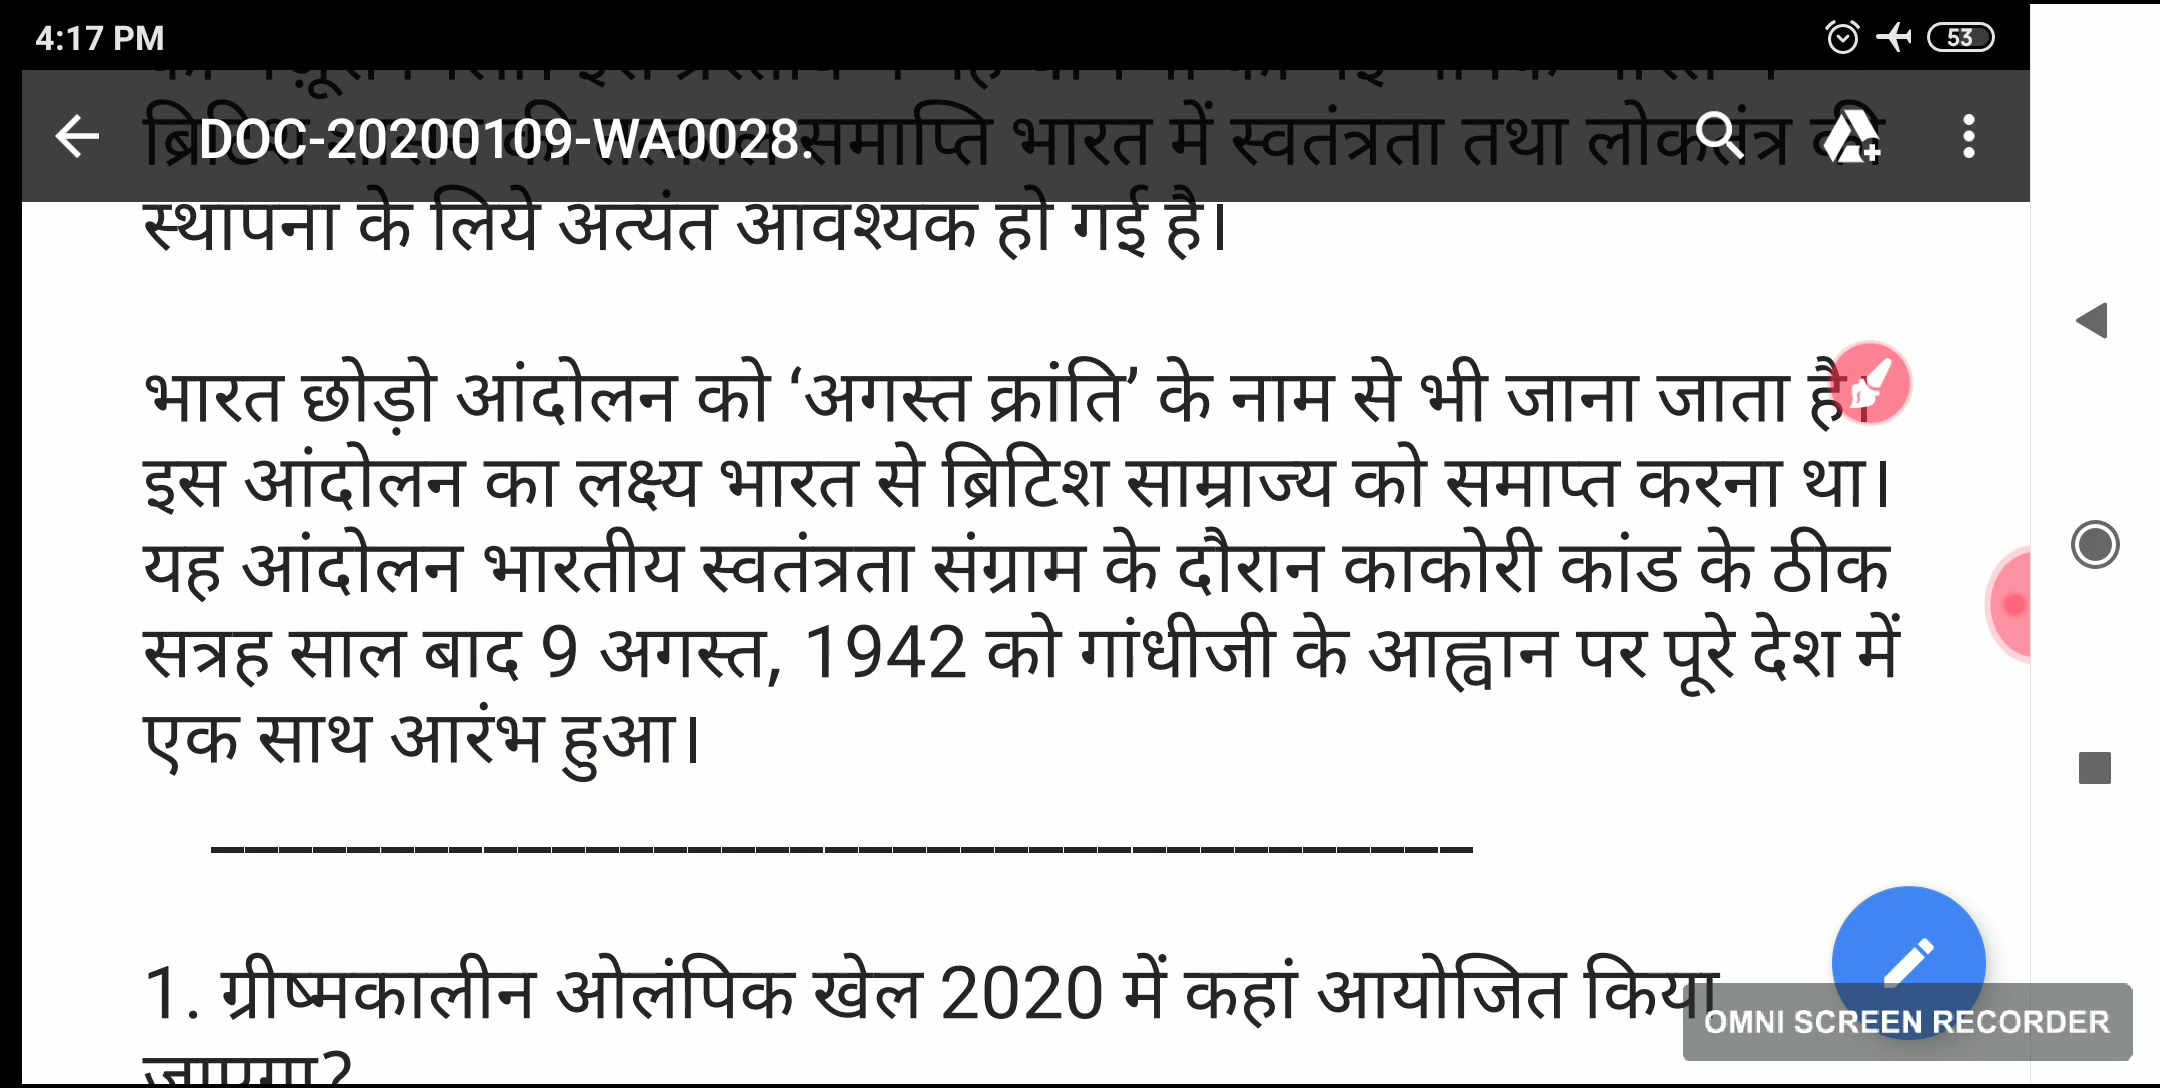 4:17 PM
53
DOC-20200109-WA0028.
समाप्ति भारत में स्वतंत्रता तथा लोकतंत्र की
स्थापना के लिये अत्यंत आवश्यक हो गई है।
भारत छोड़ो आंदोलन को ‘अगस्त क्रांति’ के नाम से भी जाना जाता है।
इस आंदोलन का लक्ष्य भारत से ब्रिटिश साम्राज्य को समाप्त करना था।
यह आंदोलन भारतीय स्वतंत्रता संग्राम के दौरान काकोरी कांड के ठीक
सत्रह साल बाद 9 अगस्त, 1942 को गांधीजी के आह्वान पर पूरे देश में
एक साथ आरंभ हुआ।
1. ग्रीष्मकालीन ओलंपिक खेल 2020 में कहां आयोजित किया
जाएगा?
OMNI SCREEN RECORDER